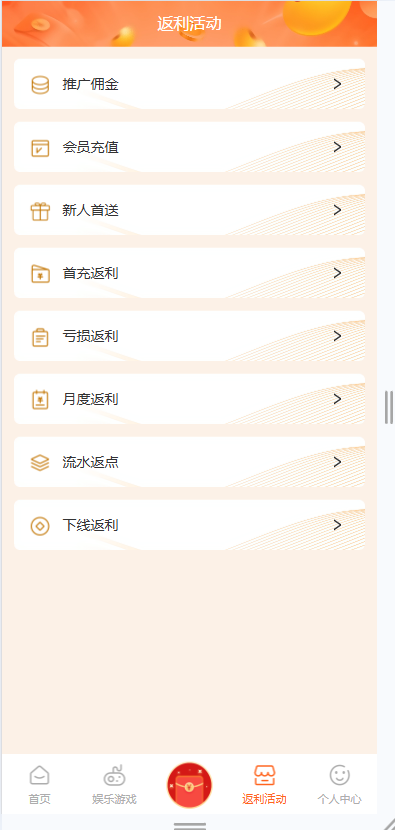 返利活动
推广佣金
会员充值
新人首送
首充返利
亏损返利
月度返利
流水返点
下线返利
首页
娱乐游戏
返利活动
个人中心